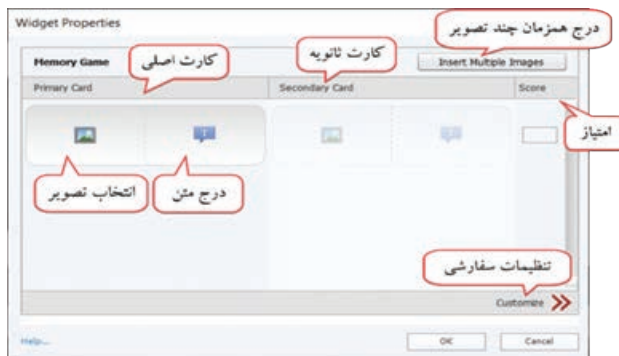 Widget Properties
درج همزمان چند تصویر
Memory Game
کارت اصلی
کارت ثانویه
Insert Multiple Images
Primary Card
Secondary Card
Score
امتیاز
انتخاب تصویر
درج متن
تنظیمات سفارشی
Customize
Help...
OK
Cancel